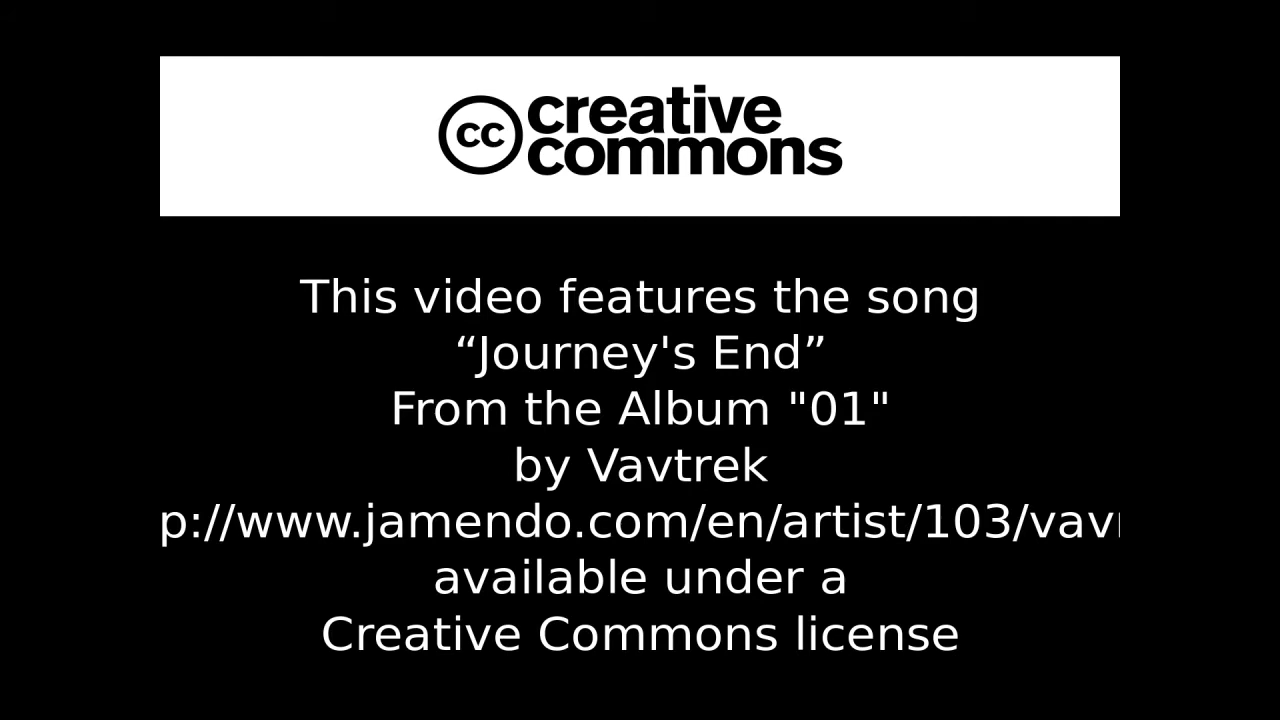 cc creative
commons
This video features the song
“Journey's End”
From the Album "01"
by Vavtrek
p://www.jamendo.com/en/artist/103/vav
available under a
Creative Commons license